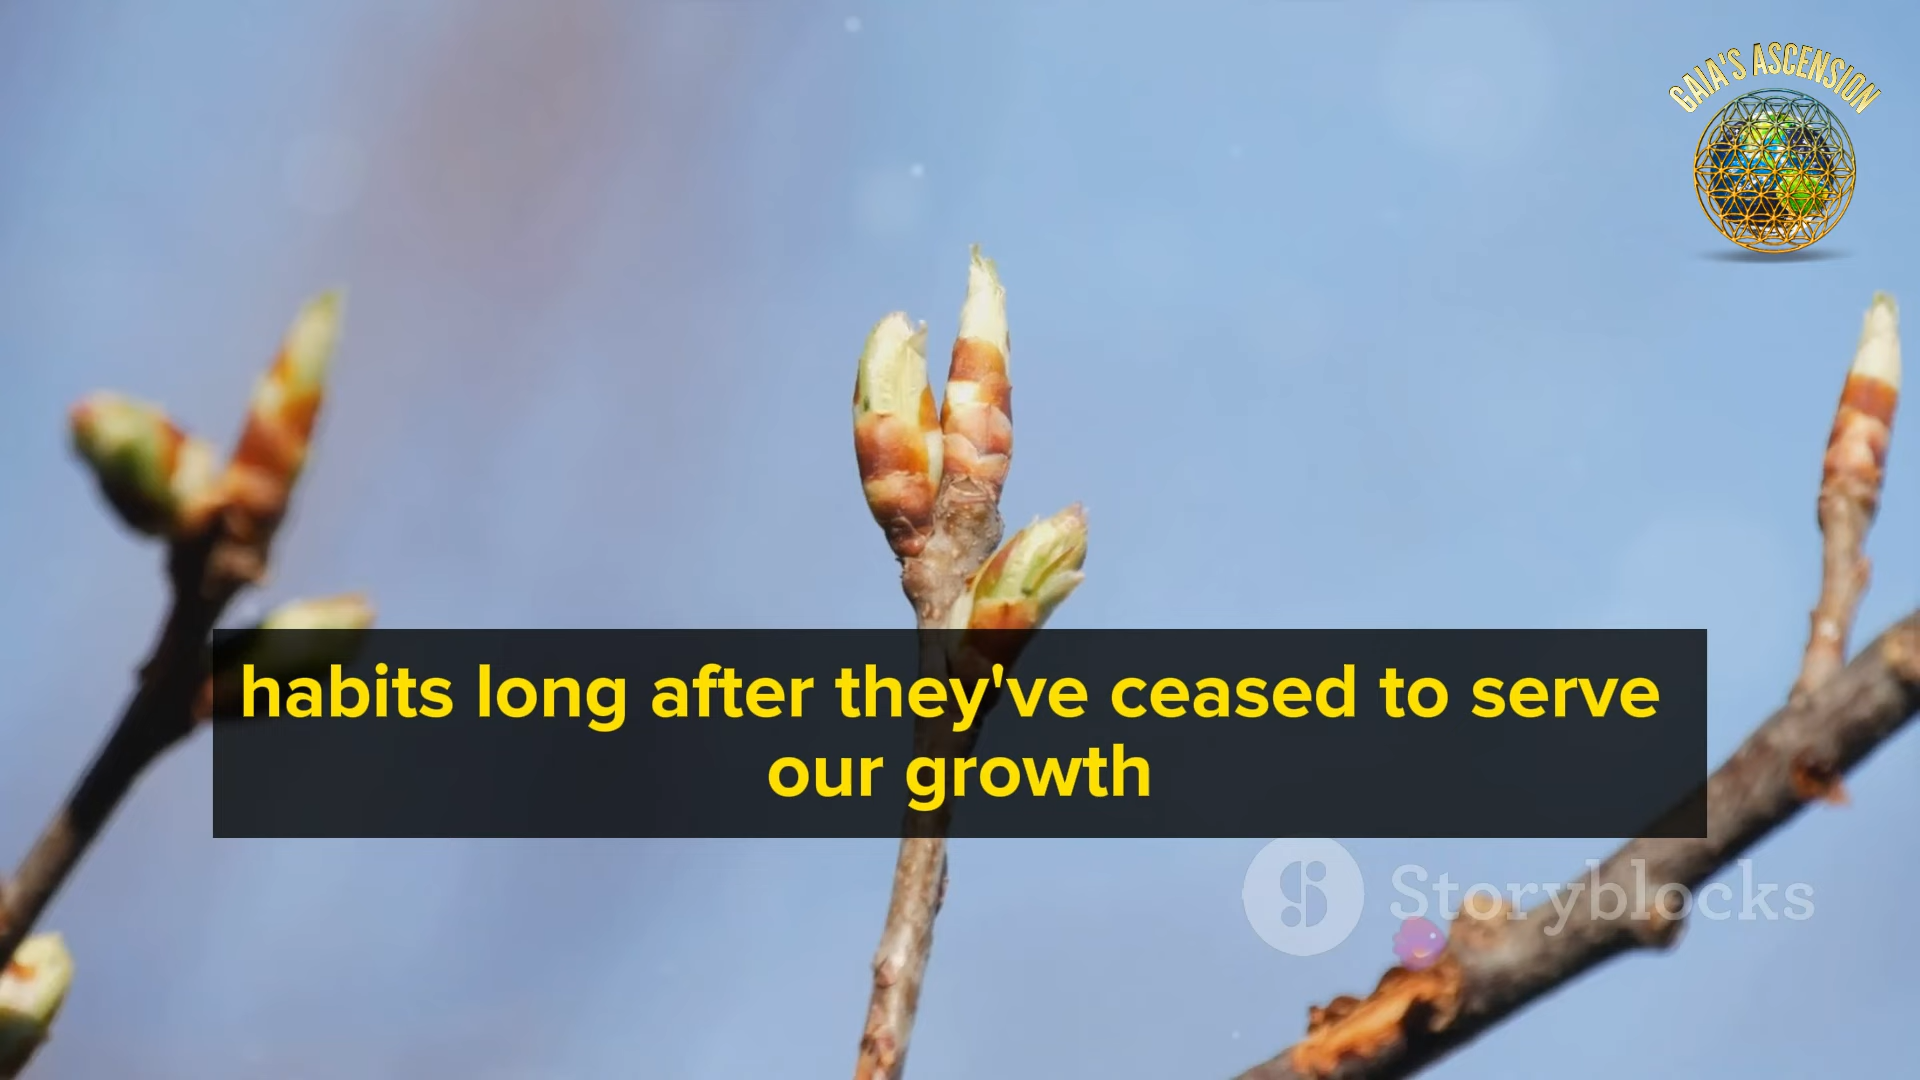 GAIA'S ASCENSION
habits long after they've ceased to serve
our growth
Storyblocks